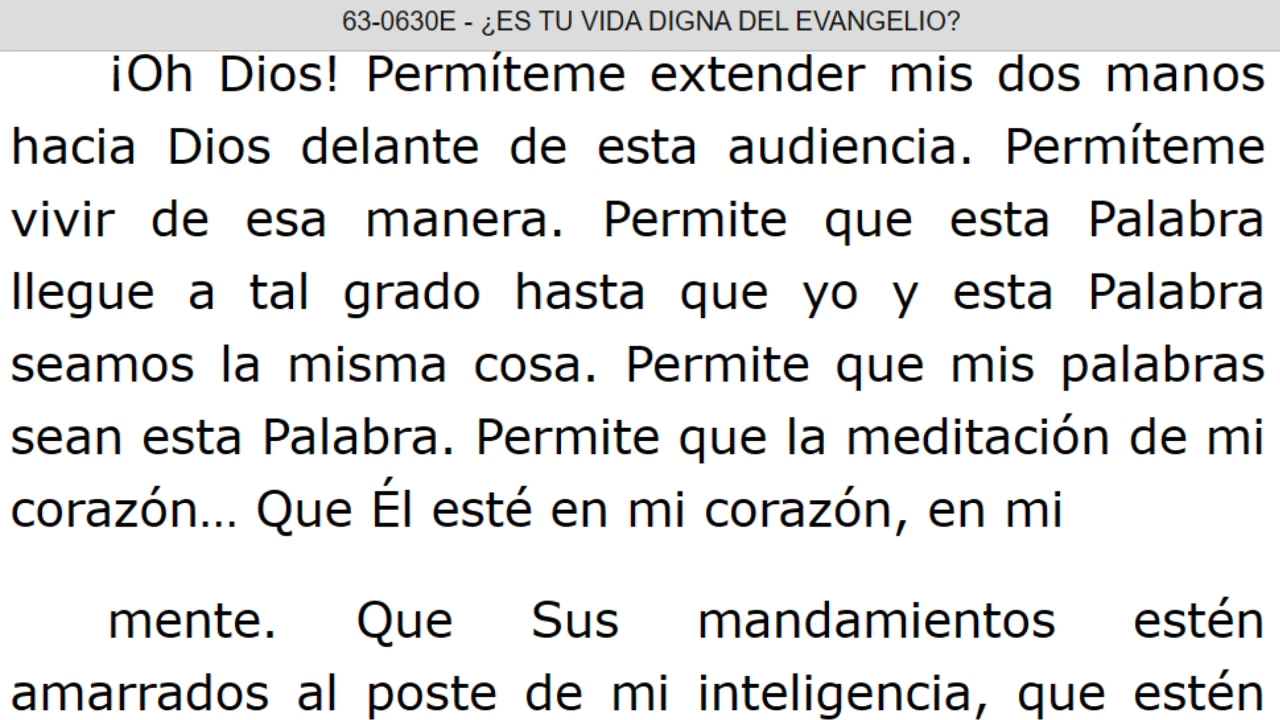 63-0630E - ¿ES TU VIDA DIGNA DEL EVANGELIO?
¡Oh Dios! Permíteme extender mis dos manos
hacia Dios delante de esta audiencia. Permíteme
vivir de esa manera. Permite que esta Palabra
llegue a tal grado hasta que yo y esta Palabra
seamos la misma cosa. Permite que mis palabras
sean esta Palabra. Permite que la meditación de mi
corazón... Que Él esté en mi corazón, en mi
mente. Que Sus mandamientos estén
amarrados al poste de mi inteligencia, que estén